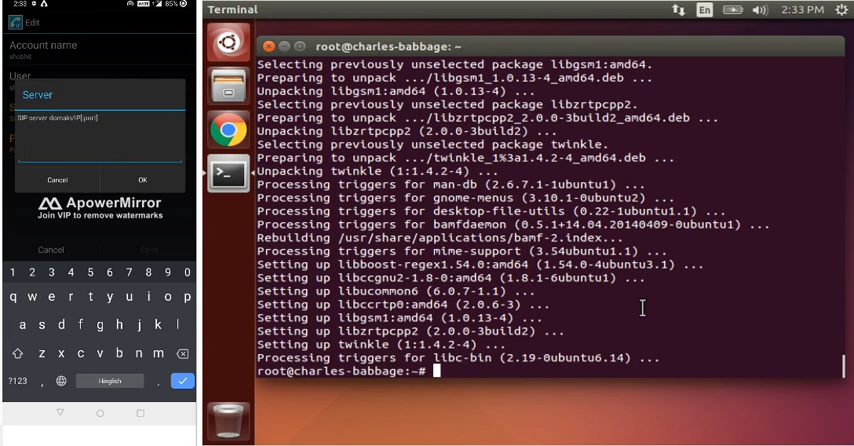 2:33
85%
Edit
Account name
shobhit
User
Server
SIP server domain/IP[:port]
Cancel
OK
ApowerMirror
Join VIP to remove watermarks
Cancel
Save
1 2 3 4 5 6 7 8 9 0
q w e r t y u i o p
a s d f g h j k l
z x c v b n m
?123 , Hinglish .
Terminal
En
2:33 PM
root@charles-babbage: ~
Selecting previously unselected package libgsm1:amd64.
Preparing to unpack .../libgsm1_1.0.13-4_amd64.deb ...
Unpacking libgsm1:amd64 (1.0.13-4) ...
Selecting previously unselected package libzrtpcpp2.
Preparing to unpack .../libzrtpcpp2_2.0.0-3build2_amd64.deb ...
Unpacking libzrtpcpp2 (2.0.0-3build2) ...
Selecting previously unselected package twinkle.
Preparing to unpack .../twinkle_1%3a1.4.2-4_amd64.deb ...
Unpacking twinkle (1:1.4.2-4) ...
Processing triggers for man-db (2.6.7.1-1ubuntu1) ...
Processing triggers for gnome-menus (3.10.1-0ubuntu2) ...
Processing triggers for desktop-file-utils (0.22-1ubuntu1.1) ...
Processing triggers for bamfdaemon (0.5.1+14.04.20140409-0ubuntu1) ...
Rebuilding /usr/share/applications/bamf-2.index...
Processing triggers for mime-support (3.54ubuntu1.1) ...
Setting up libboost-regex1.54.0:amd64 (1.54.0-4ubuntu3.1) ...
Setting up libccgnu2-1.8-0:amd64 (1.8.1-6ubuntu1) ...
Setting up libucommon6 (6.0.7-1.1) ...
Setting up libccrtp0:amd64 (2.0.6-3) ...
Setting up libgsm1:amd64 (1.0.13-4) ...
Setting up libzrtpcpp2 (2.0.0-3build2) ...
Setting up twinkle (1:1.4.2-4) ...
Processing triggers for libc-bin (2.19-0ubuntu6.14) ...
root@charles-babbage:~#